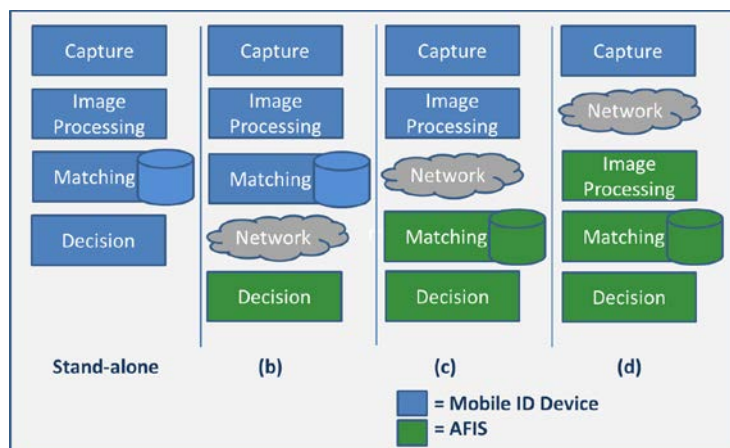 Capture
Image
Processing
Matching
Decision
Stand-alone
Capture
Image
Processing
Matching
Network
Decision
(b)
Capture
Image
Processing
Network
Matching
Decision
(c)
Capture
Network
Image
Processing
Matching
Decision
(d)
= Mobile ID Device
= AFIS